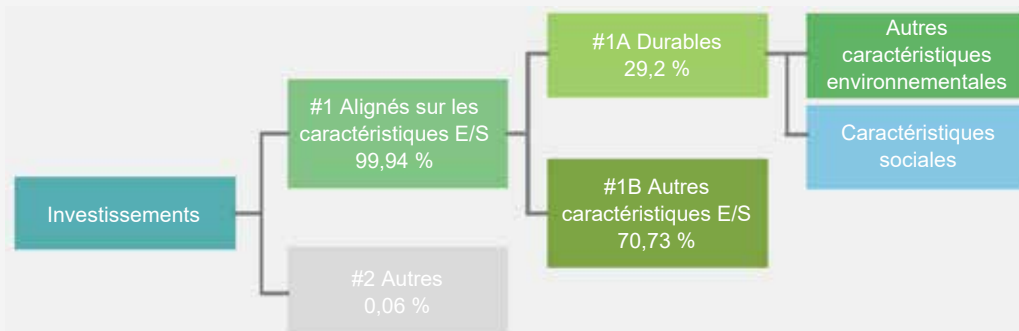 Investissements
#1 Alignés sur les
caractéristiques E/S
99,94 %
#2 Autres
0,06 %
#1A Durables
29,2 %
#1B Autres
caractéristiques E/S
70,73 %
Autres
caractéristiques
environnementales
Caractéristiques
sociales